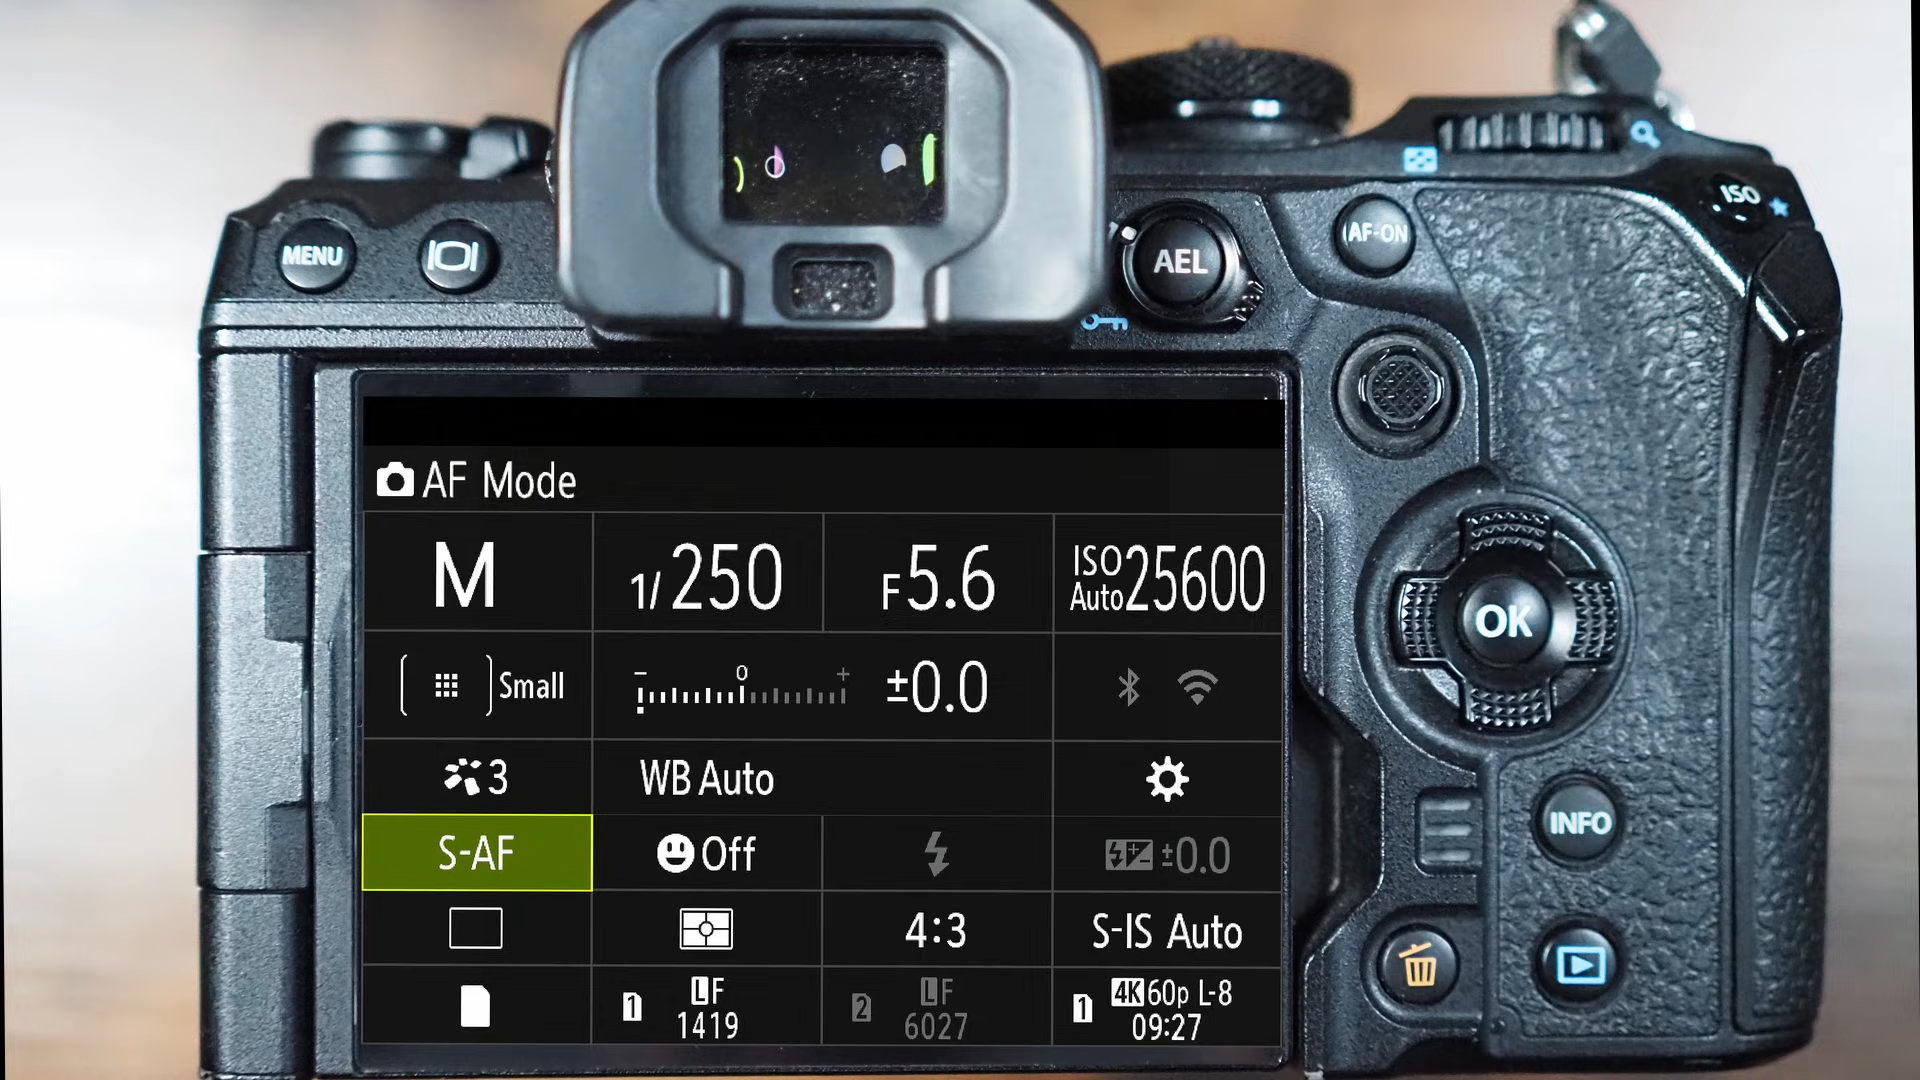 ISO
MENU
AEL
AF-ON
AF Mode
M 1/250 F5.6 ISO Auto 25600
Small − 0 + ±0.0
3 WB Auto
S-AF Off ±0.0
4:3 S-IS Auto
1 LF 1419 2 LF 6027 1 4K 60p L-8 09:27
OK
INFO